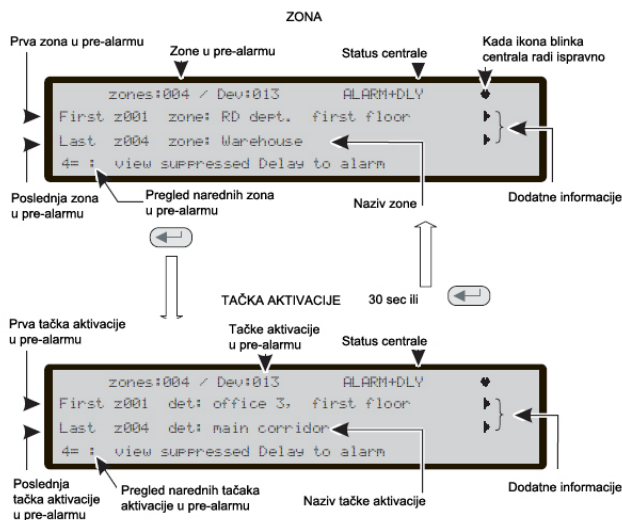 ZONA
Prva zona u pre-alarmu
Zone u pre-alarmu
Status centrale
Kada ikona blinka
centrala radi ispravno
zones:004 / Dev:013 ALARM+DLY
First z001 zone: RD dept. first floor
Last z004 zone: Warehouse
4= : view suppressed Delay to alarm
Poslednja zona
u pre-alarmu
Pregled narednih zona
u pre-alarmu
Naziv zone
Dodatne informacije
TAČKA AKTIVACIJE
30 sec ili
Prva tačka aktivacije
u pre-alarmu
Tačke aktivacije
u pre-alarmu
Status centrale
zones:004 / Dev:013 ALARM+DLY
First z001 det: office 3, first floor
Last z004 det: main corridor
4= : view suppressed Delay to alarm
Poslednja
tačka aktivacije
u pre-alarmu
Pregled narednih tačaka
aktivacije u pre-alarmu
Naziv tačke aktivacije
Dodatne informacije